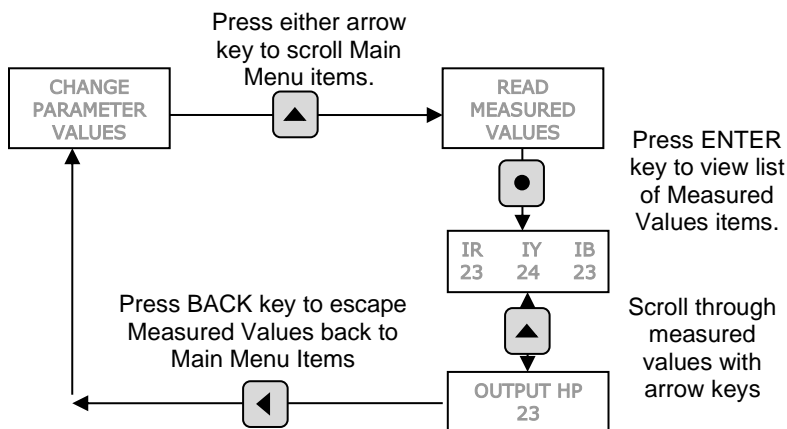 Press either arrow
key to scroll Main
Menu items.
CHANGE
PARAMETER
VALUES
READ
MEASURED
VALUES
Press ENTER
key to view list
of Measured
Values items.
IR IY IB
23 24 23
Press BACK key to escape
Measured Values back to
Main Menu Items
Scroll through
measured
values with
arrow keys
OUTPUT HP
23